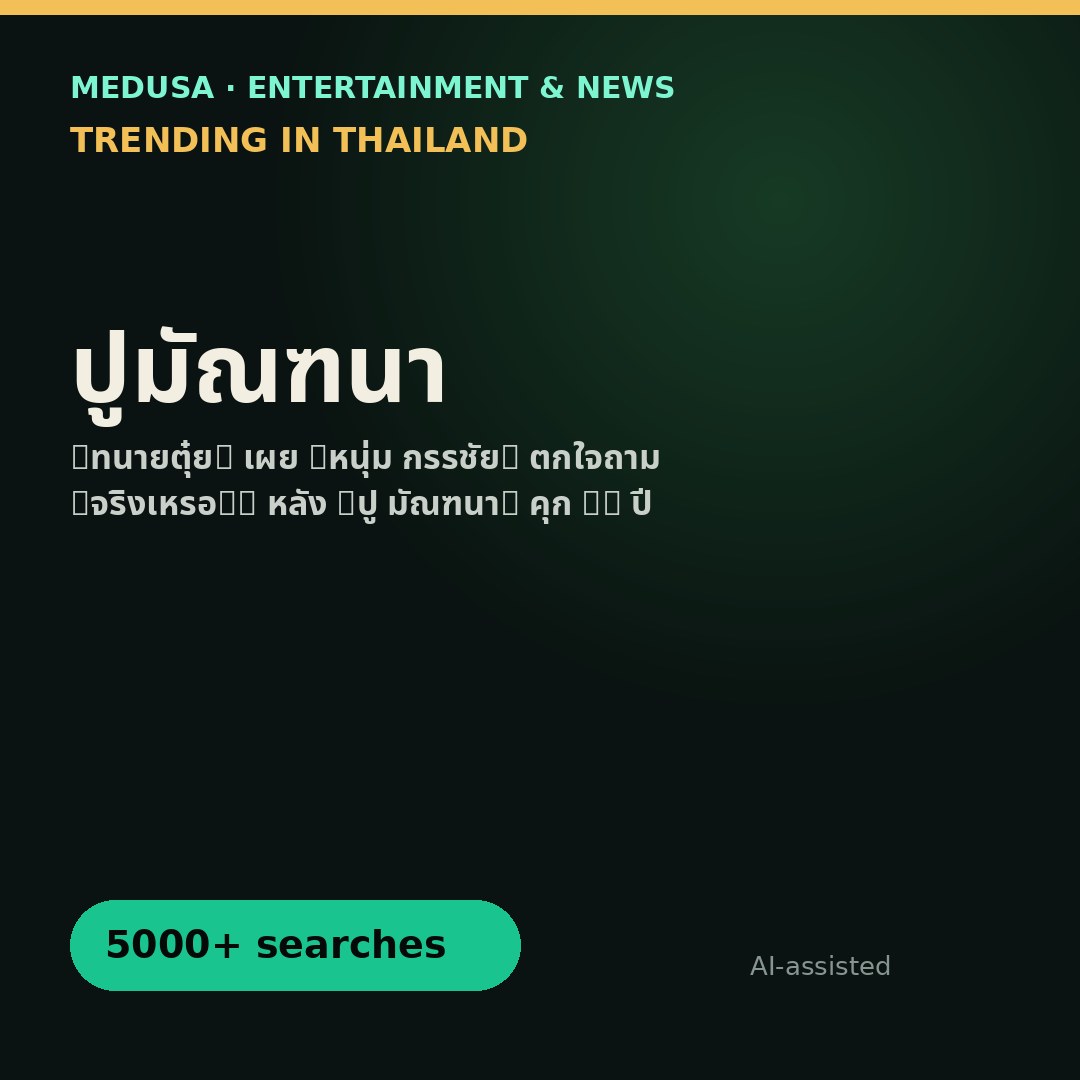 MEDUSA · ENTERTAINMENT & NEWS
TRENDING IN THAILAND
ปูมัณฑนา
ทนายตุ๋ย เผย หนุ่ม กรรชัย ตกใจถาม
จริงเหรอ หลัง ปู มัณฑนา คุก ปี
5000+ searches
AI-assisted